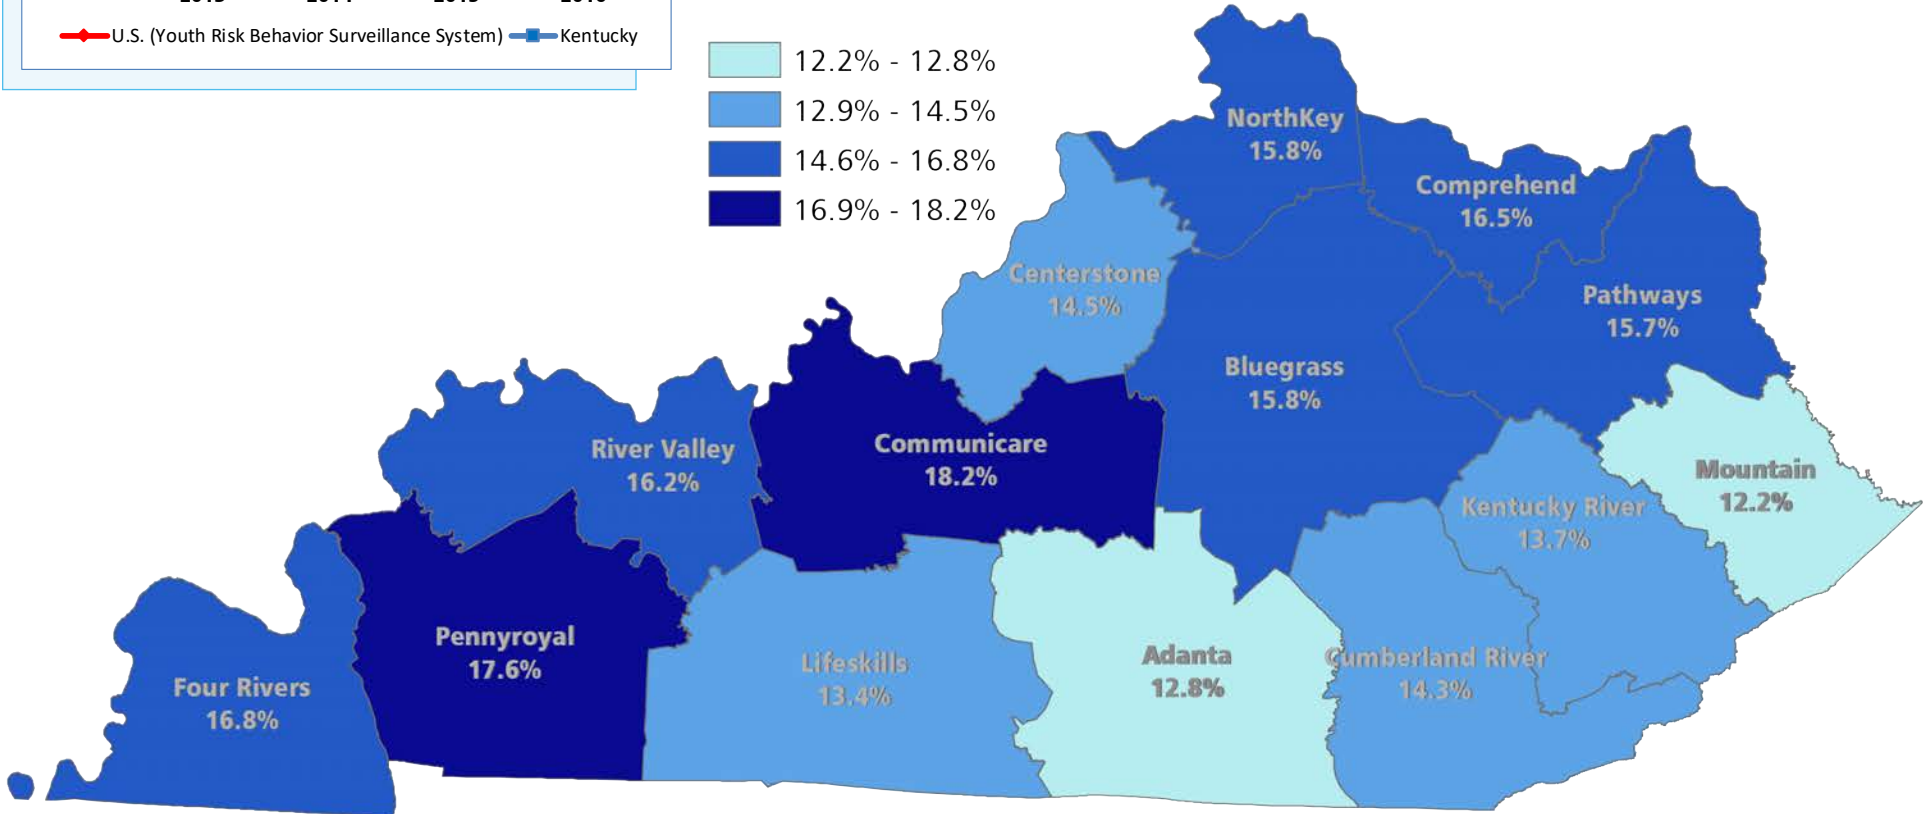 U.S. (Youth Risk Behavior Surveillance System) Kentucky
12.2% - 12.8%
12.9% - 14.5%
14.6% - 16.8%
16.9% - 18.2%
NorthKey
15.8%
Comprehend
16.5%
Centerstone
14.5%
Pathways
15.7%
Bluegrass
15.8%
River Valley
16.2%
Communicare
18.2%
Mountain
12.2%
Kentucky River
13.7%
Pennyroyal
17.6%
Lifeskills
13.4%
Adanta
12.8%
Cumberland River
14.3%
Four Rivers
16.8%